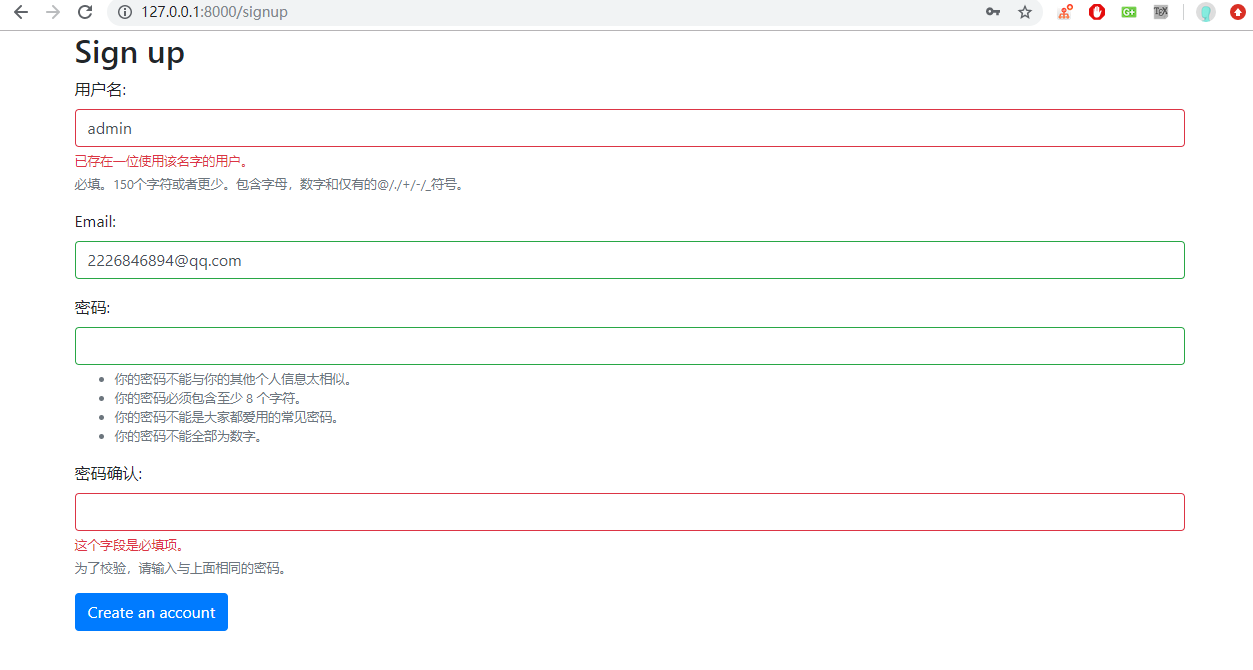 127.0.0.1:8000/signup
G+
TEX
Sign up
用户名:
admin
已存在一位使用该名字的用户。
必填。150个字符或者更少。包含字母，数字和仅有的@/./+/-/_符号。
Email:
2226846894@qq.com
密码:
你的密码不能与你的其他个人信息太相似。
你的密码必须包含至少 8 个字符。
你的密码不能是大家都爱用的常见密码。
你的密码不能全部为数字。
密码确认:
这个字段是必填项。
为了校验，请输入与上面相同的密码。
Create an account